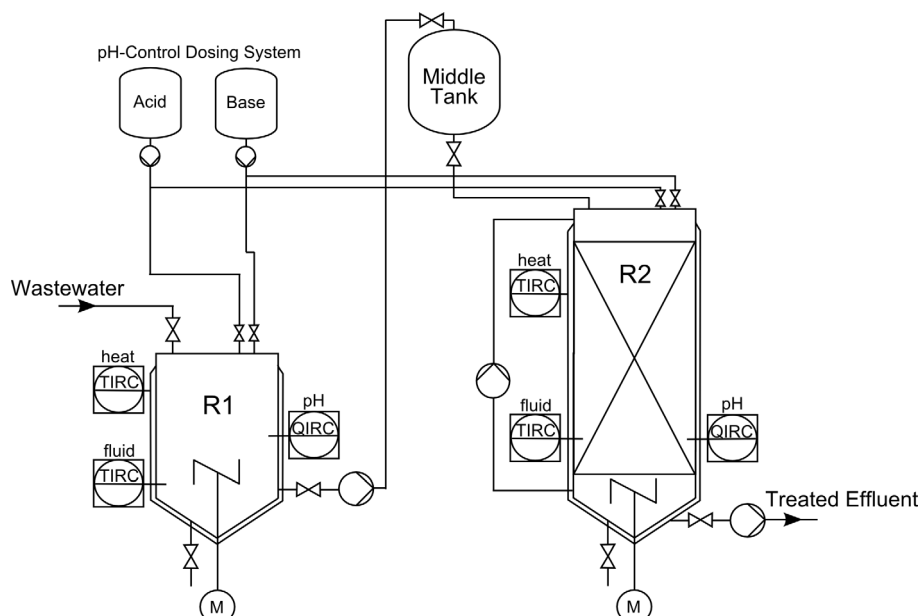 pH-Control Dosing System
Acid
Base
Middle
Tank
Wastewater
heat
TIRC
fluid
TIRC
R1
pH
QIRC
M
heat
TIRC
fluid
TIRC
R2
pH
QIRC
Treated Effluent
M